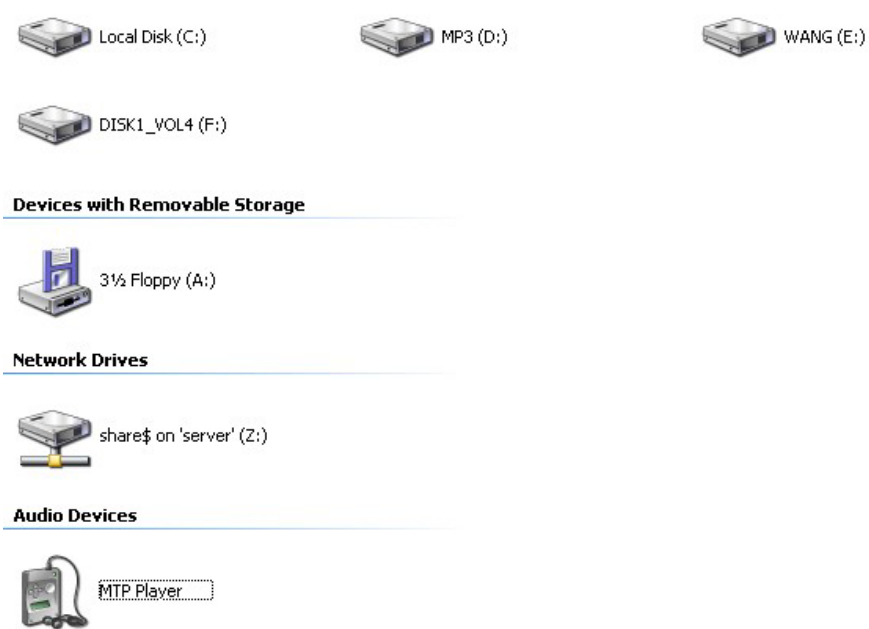 Local Disk (C:)
MP3 (D:)
WANG (E:)
DISK1_VOL4 (F:)
Devices with Removable Storage
3½ Floppy (A:)
Network Drives
share$ on 'server' (Z:)
Audio Devices
MTP Player